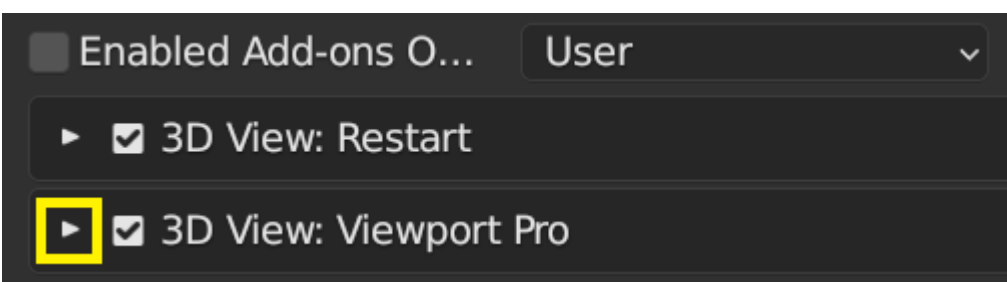 Enabled Add-ons O... User
3D View: Restart
3D View: Viewport Pro